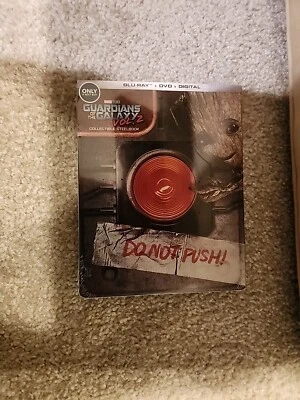 BLU-RAY + DVD + DIGITAL
ONLY
GUARDIANS
OF THE
GALAXY
VOL. 2
COLLECTIBLE STEELBOOK
DO NOT PUSH!